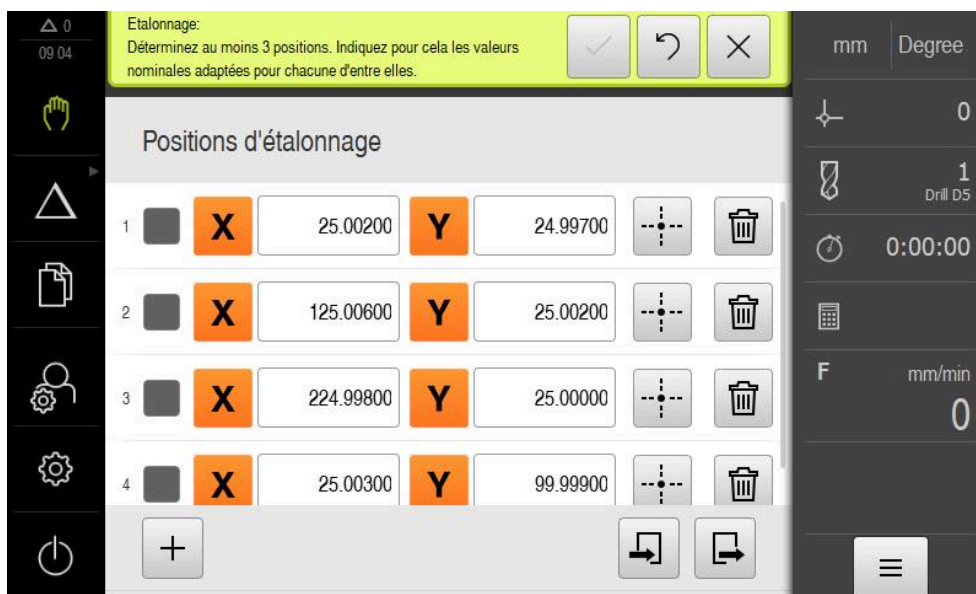 0
09 04
Etalonnage:
Déterminez au moins 3 positions. Indiquez pour cela les valeurs
nominales adaptées pour chacune d'entre elles.
mm Degree
Positions d'étalonnage
0
1
Drill D5
0:00:00
F mm/min
0
1 X 25.00200 Y 24.99700
2 X 125.00600 Y 25.00200
3 X 224.99800 Y 25.00000
4 X 25.00300 Y 99.99900